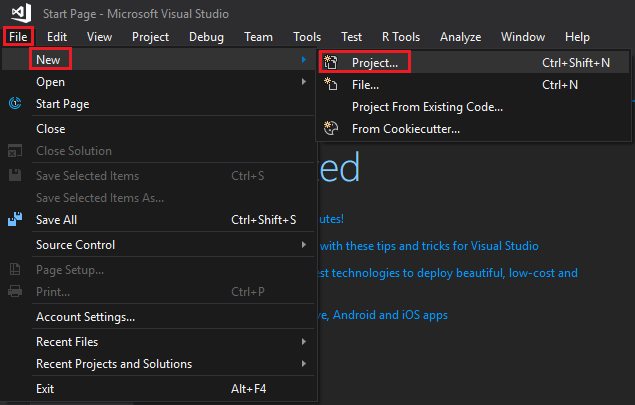 Start Page - Microsoft Visual Studio
File Edit View Project Debug Team Tools Test R Tools Analyze Window Help
New
Open
Start Page
Close
Close Solution
Save Selected Items Ctrl+S
Save Selected Items As...
Save All Ctrl+Shift+S
Source Control
Page Setup...
Print... Ctrl+P
Account Settings...
Recent Files
Recent Projects and Solutions
Exit Alt+F4
Project... Ctrl+Shift+N
File... Ctrl+N
Project From Existing Code...
From Cookiecutter...
ed
utes!
with these tips and tricks for Visual Studio
est technologies to deploy beautiful, low-cost and
e, Android and iOS apps